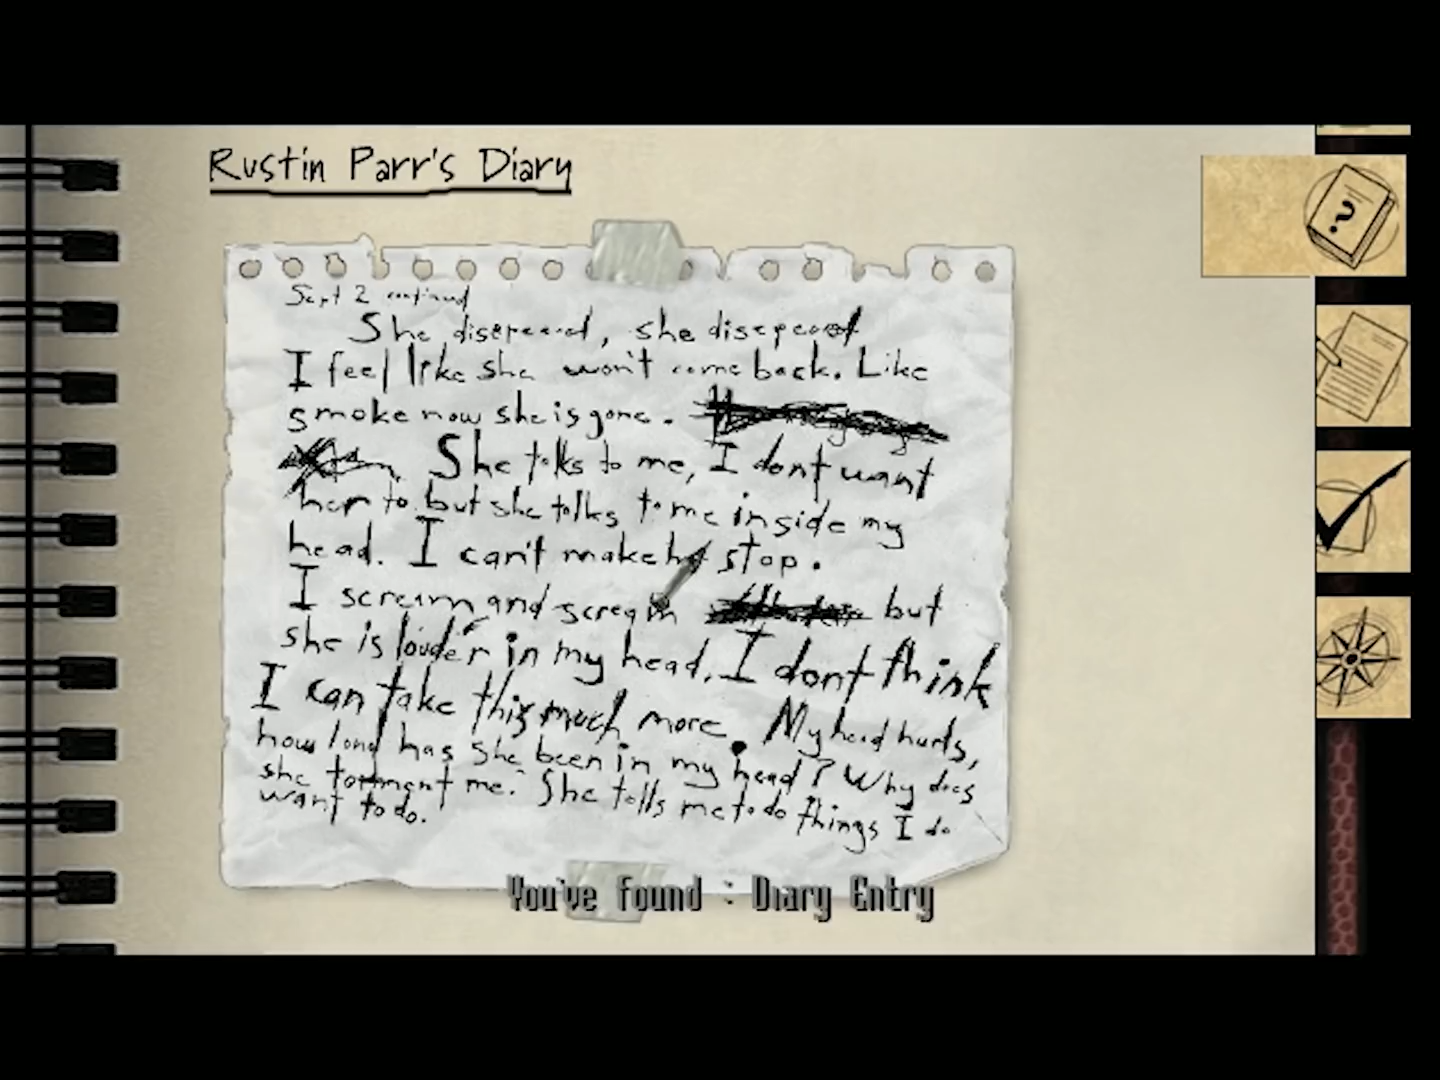 Rustin Parr's Diary
Sept 2 continued
She disepeared, she disepeared
I feel like she won't come back. Like
smoke now she is gone.
She talks to me, I dont want
her to but she talks to me inside my
head. I can't make her stop.
I scream and scream but
she is louder in my head. I dont think
I can take this much more. My head hurts,
how long has she been in my head? Why does
she torment me. She tells me to do things I do
want to do.
You've found : Diary Entry
?